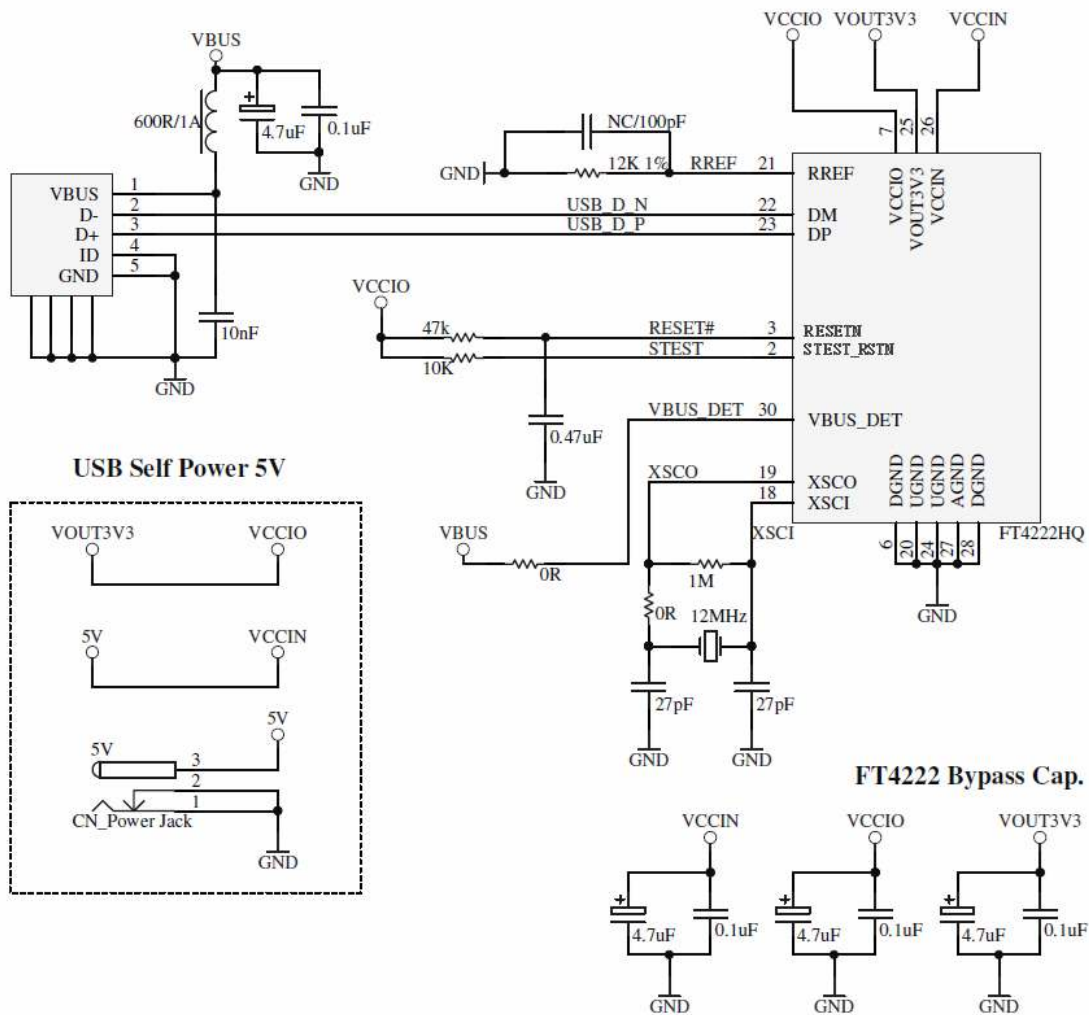 VCCIO VOUT3V3 VCCIN
VBUS
600R/1A
+
4.7uF
0.1uF
GND
NC/100pF
GND
12K 1%
RREF
21
RREF
7
25
26
VCCIO
VOUT3V3
VCCIN
VBUS
1
D-
2
USB_D_N
22
DM
D+
3
USB_D_P
23
DP
ID
4
GND
5
10nF
GND
VCCIO
47k
RESET#
3
RESETN
10K
STEST
2
STEST_RSTN
0.47uF
GND
VBUS_DET
30
VBUS_DET
XSCO
19
XSCO
18
XSCI
XSCI
DGND
UGND
UGND
AGND
DGND
6
20
24
27
28
FT4222HQ
GND
VBUS
0R
1M
0R
12MHz
27pF
27pF
GND
GND
USB Self Power 5V
VOUT3V3
VCCIO
5V
VCCIN
5V
5V
3
2
1
CN_Power Jack
GND
FT4222 Bypass Cap.
VCCIN
+
4.7uF
0.1uF
GND
VCCIO
+
4.7uF
0.1uF
GND
VOUT3V3
+
4.7uF
0.1uF
GND